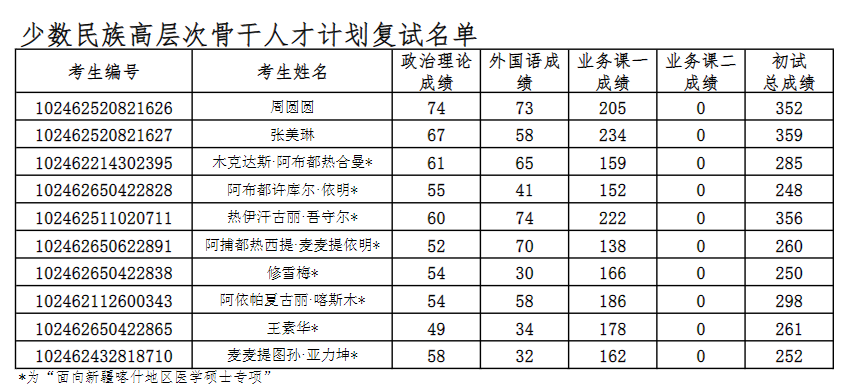 少数民族高层次骨干人才计划复试名单
考生编号 考生姓名 政治理论成绩 外国语成绩 业务课一成绩 业务课二成绩 初试总成绩
102462520821626 周圆圆 74 73 205 0 352
102462520821627 张美琳 67 58 234 0 359
102462214302395 木克达斯·阿布都热合曼* 61 65 159 0 285
102462650422828 阿布都许库尔·依明* 55 41 152 0 248
102462511020711 热伊汗古丽·吾守尔* 60 74 222 0 356
102462650622891 阿捕都热西提·麦麦提依明* 52 70 138 0 260
102462650422838 修雪梅* 54 30 166 0 250
102462112600343 阿依帕夏古丽·喀斯木* 54 58 186 0 298
102462650422865 王素华* 49 34 178 0 261
102462432818710 麦麦提图孙·亚力坤* 58 32 162 0 252
*为“面向新疆喀什地区医学硕士专项”